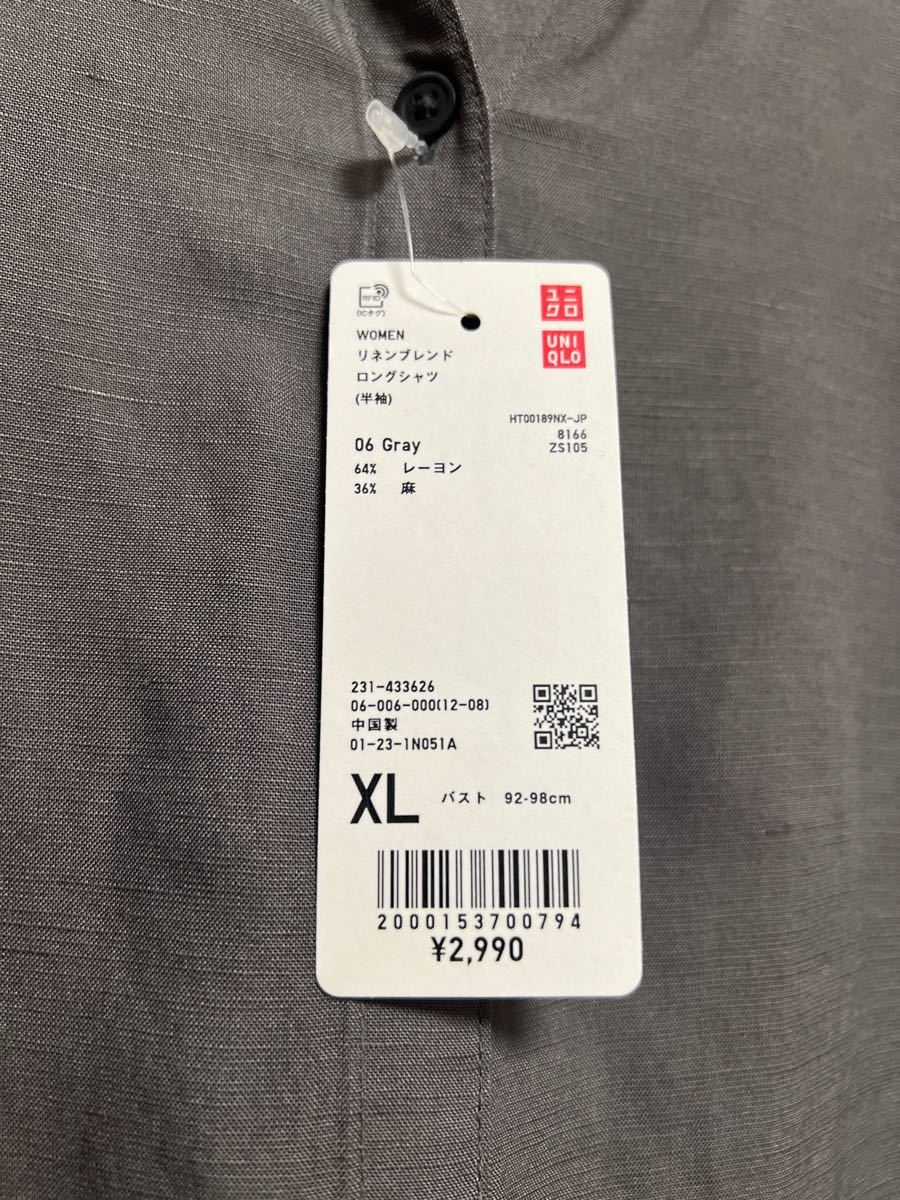 RFID
(ICタグ)
ユニ
クロ
UNI
QLO
WOMEN
リネンブレンド
ロングシャツ
(半袖)
HT00189NX-JP
8166
ZS105
06 Gray
64% レーヨン
36% 麻
231-433626
06-006-000(12-08)
中国製
01-23-1N051A
XL バスト 92-98cm
2000153700794
¥2,990